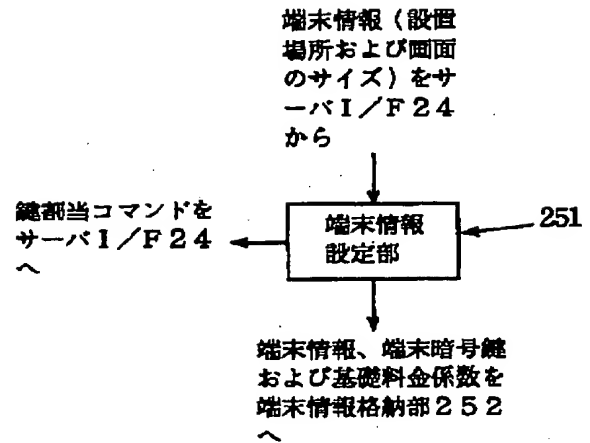 端末情報（設置
場所および画面
のサイズ）をサ
ーバＩ／Ｆ２４
から
鍵割当コマンドを
サーバＩ／Ｆ２４
へ
端末情報
設定部
251
端末情報、端末暗号鍵
および基礎料金係数を
端末情報格納部２５２
へ